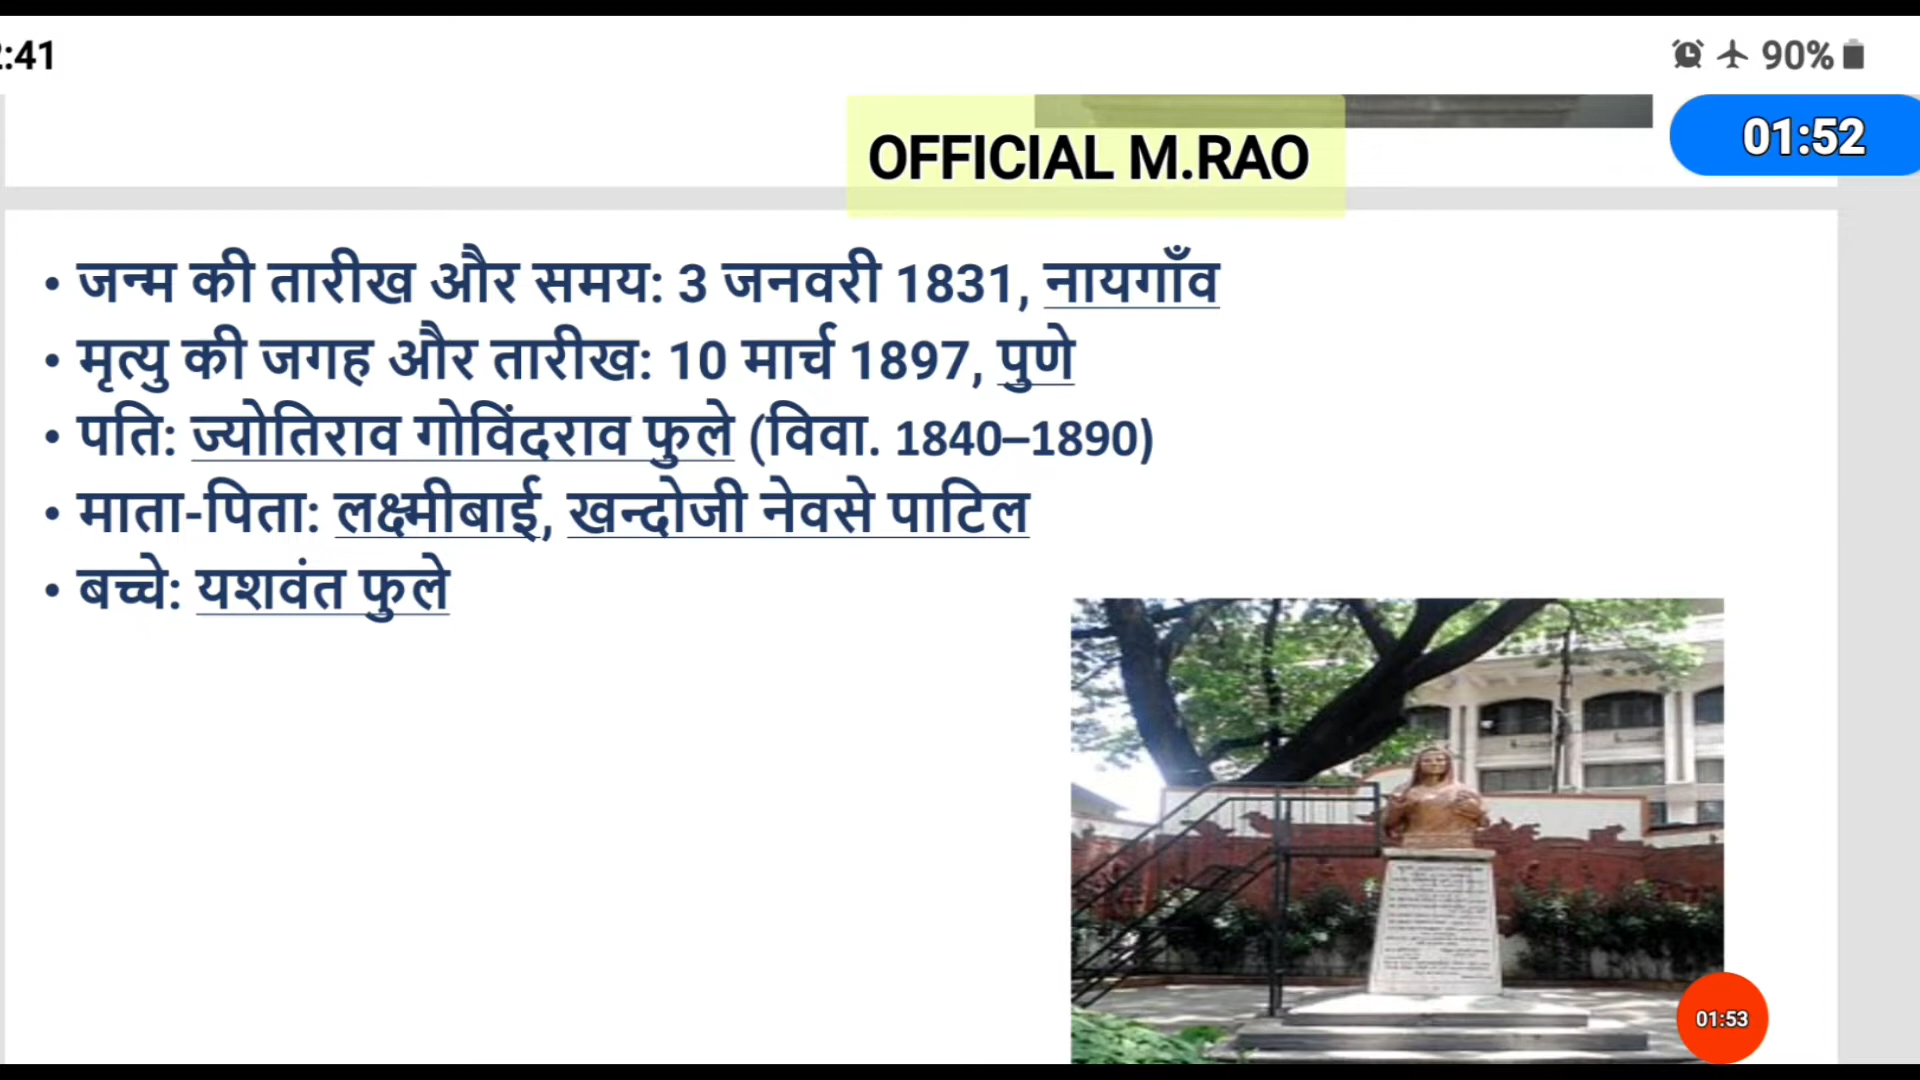 :41
90%
OFFICIAL M.RAO
01:52
• जन्म की तारीख और समय: 3 जनवरी 1831, नायगाँव
• मृत्यु की जगह और तारीख: 10 मार्च 1897, पुणे
• पति: ज्योतिराव गोविंदराव फुले (विवा. 1840–1890)
• माता-पिता: लक्ष्मीबाई, खन्दोजी नेवसे पाटिल
• बच्चे: यशवंत फुले
01:53